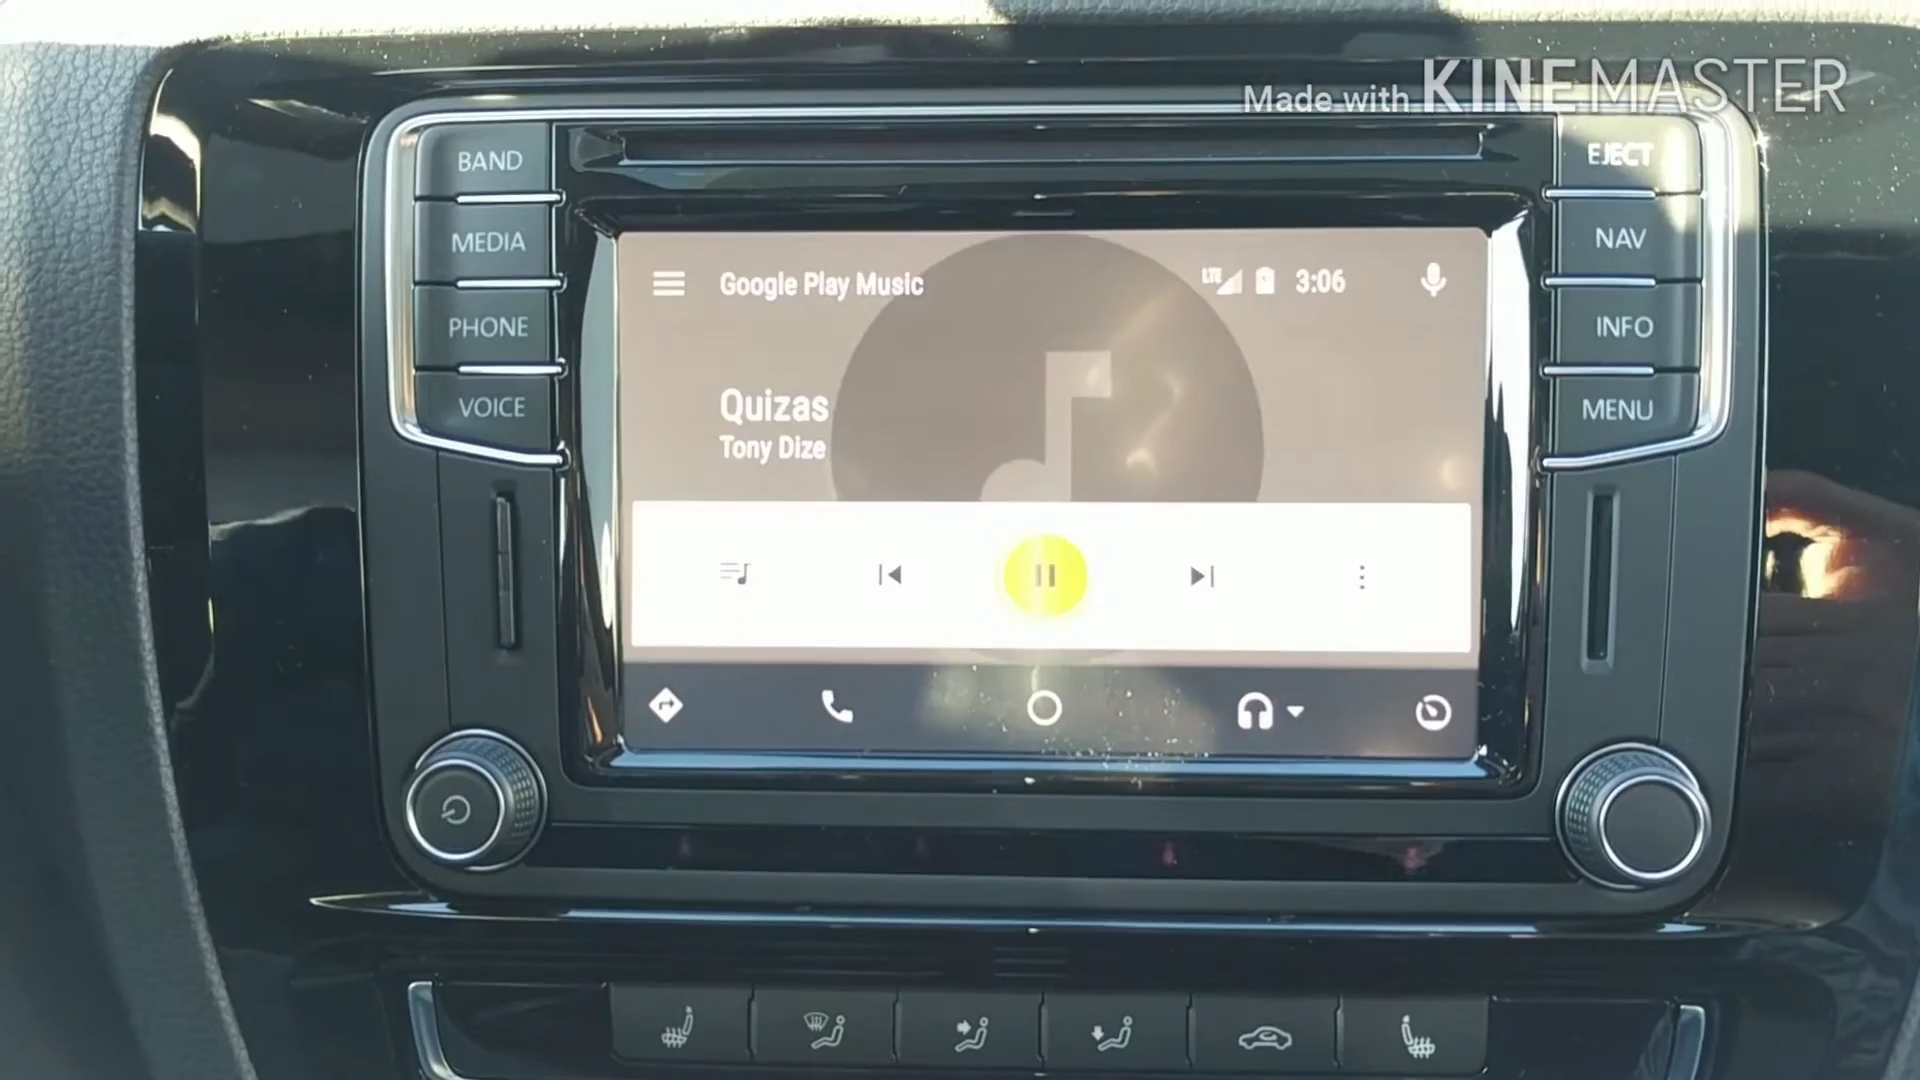 Made with KINEMASTER
BAND
EJECT
MEDIA
NAV
PHONE
INFO
VOICE
MENU
Google Play Music
LTE
3:06
Quizas
Tony Dize